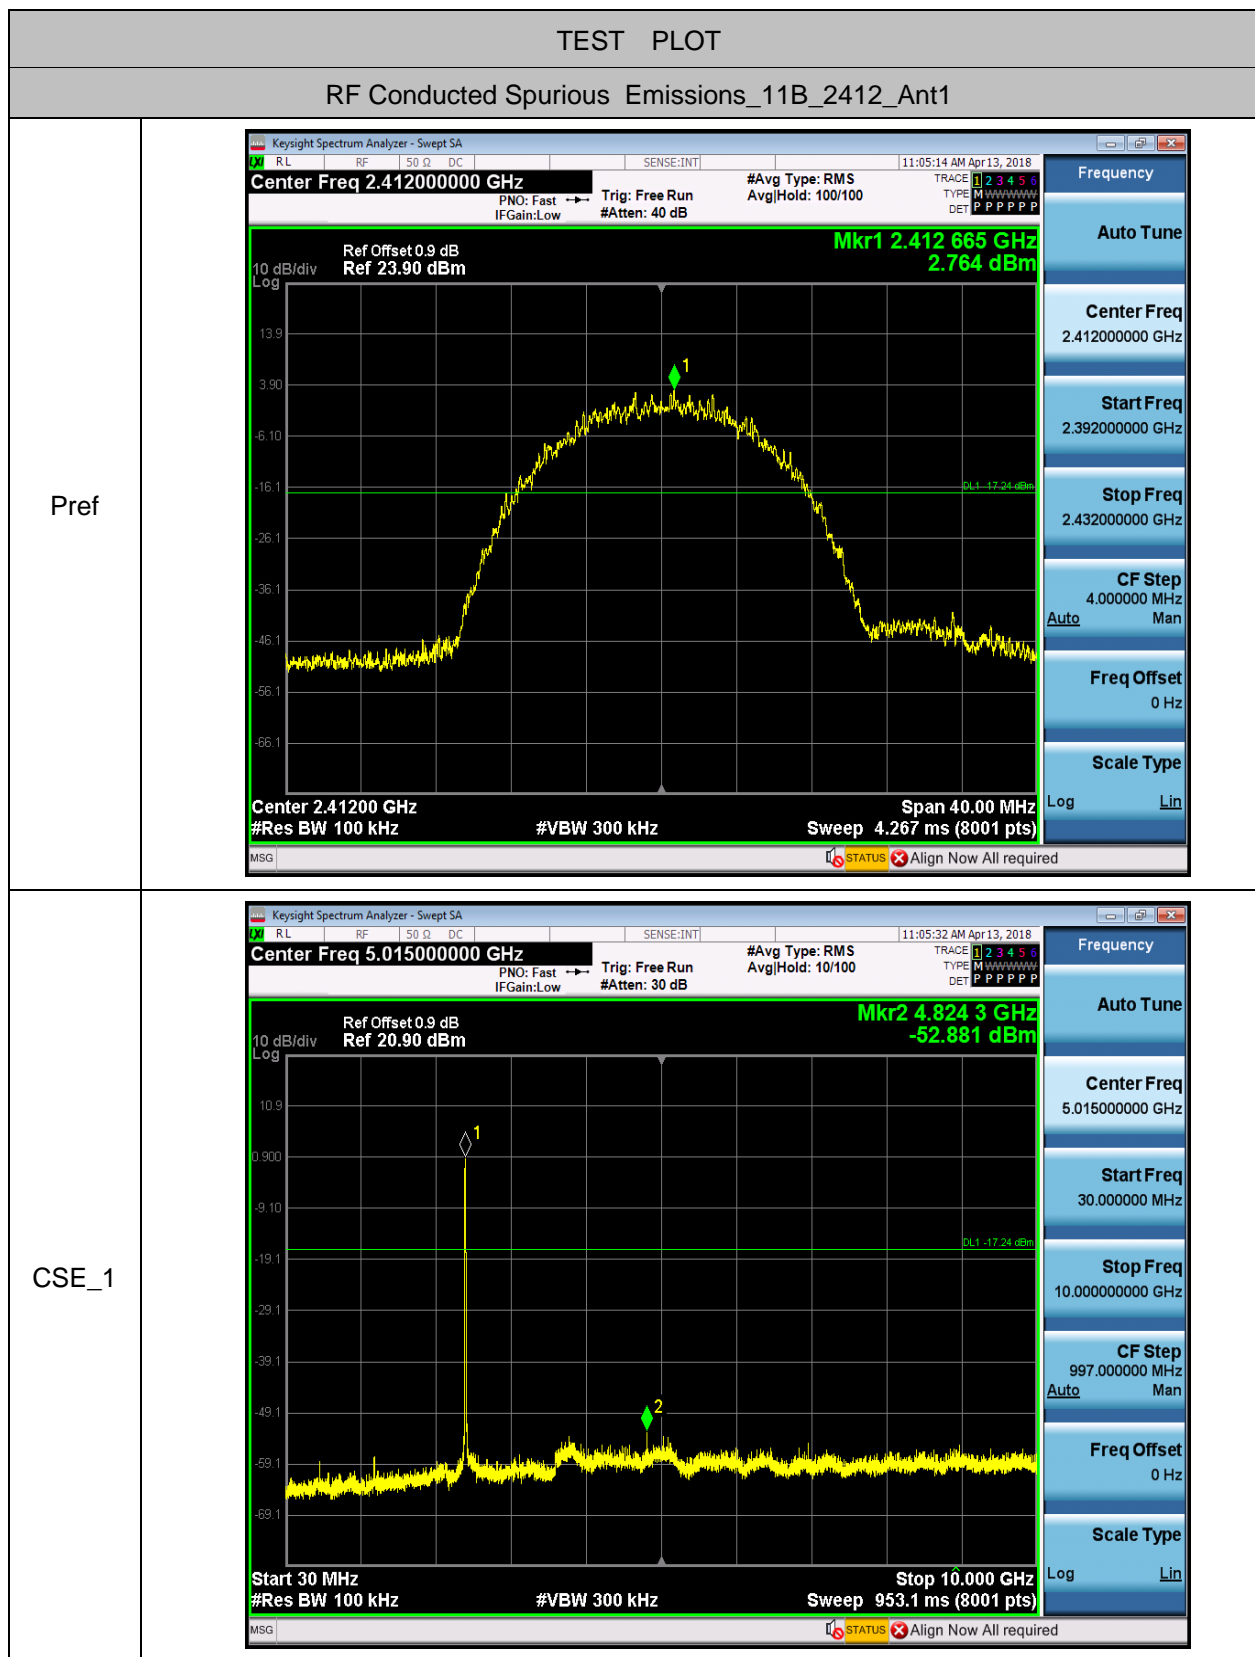 TEST PLOT
RF Conducted Spurious Emissions_11B_2412_Ant1
Pref
Keysight Spectrum Analyzer - Swept SA
LXI RL RF 50 Ω DC SENSE:INT 11:05:14 AM Apr 13, 2018
Center Freq 2.412000000 GHz
PNO: Fast
IFGain:Low
Trig: Free Run
#Atten: 40 dB
#Avg Type: RMS
Avg|Hold: 100/100
TRACE 1 2 3 4 5 6
TYPE M WWWWW
DET P P P P P P
Mkr1 2.412 665 GHz
2.764 dBm
Ref Offset 0.9 dB
10 dB/div Ref 23.90 dBm
Log
1
13.9
3.90
-6.10
-16.1
DL1 -17.24 dBm
-26.1
-36.1
-46.1
-56.1
-66.1
Center 2.41200 GHz Span 40.00 MHz
#Res BW 100 kHz #VBW 300 kHz Sweep 4.267 ms (8001 pts)
MSG STATUS Align Now All required
Frequency
Auto Tune
Center Freq
2.412000000 GHz
Start Freq
2.392000000 GHz
Stop Freq
2.432000000 GHz
CF Step
4.000000 MHz
Auto Man
Freq Offset
0 Hz
Scale Type
Log Lin
CSE_1
Keysight Spectrum Analyzer - Swept SA
LXI RL RF 50 Ω DC SENSE:INT 11:05:32 AM Apr 13, 2018
Center Freq 5.015000000 GHz
PNO: Fast
IFGain:Low
Trig: Free Run
#Atten: 30 dB
#Avg Type: RMS
Avg|Hold: 10/100
TRACE 1 2 3 4 5 6
TYPE M WWWWW
DET P P P P P P
Mkr2 4.824 3 GHz
-52.881 dBm
Ref Offset 0.9 dB
10 dB/div Ref 20.90 dBm
Log
10.9
1
0.900
-9.10
DL1 -17.24 dBm
-19.1
-29.1
-39.1
-49.1
2
-59.1
-69.1
Start 30 MHz Stop 10.000 GHz
#Res BW 100 kHz #VBW 300 kHz Sweep 953.1 ms (8001 pts)
MSG STATUS Align Now All required
Frequency
Auto Tune
Center Freq
5.015000000 GHz
Start Freq
30.000000 MHz
Stop Freq
10.000000000 GHz
CF Step
997.000000 MHz
Auto Man
Freq Offset
0 Hz
Scale Type
Log Lin